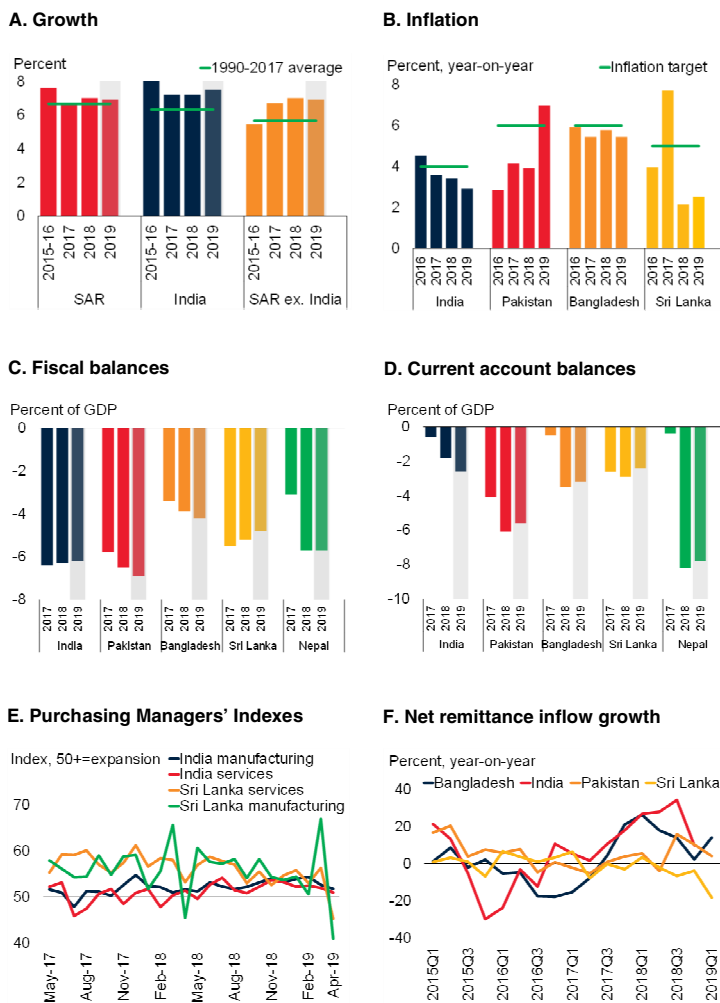 A. Growth
Percent
1990-2017 average
8
6
4
2
0
2015-16
2017
2018
2019
2015-16
2017
2018
2019
2015-16
2017
2018
2019
SAR
India
SAR ex. India
B. Inflation
Percent, year-on-year
Inflation target
8
6
4
2
0
2016
2017
2018
2019
2016
2017
2018
2019
2016
2017
2018
2019
2016
2017
2018
2019
India
Pakistan
Bangladesh
Sri Lanka
C. Fiscal balances
Percent of GDP
0
-2
-4
-6
-8
2017
2018
2019
2017
2018
2019
2017
2018
2019
2017
2018
2019
2017
2018
2019
India
Pakistan
Bangladesh
Sri Lanka
Nepal
D. Current account balances
Percent of GDP
0
-2
-4
-6
-8
-10
2017
2018
2019
2017
2018
2019
2017
2018
2019
2017
2018
2019
2017
2018
2019
India
Pakistan
Bangladesh
Sri Lanka
Nepal
E. Purchasing Managers’ Indexes
Index, 50+=expansion
India manufacturing
India services
Sri Lanka services
Sri Lanka manufacturing
70
60
50
40
May-17
Aug-17
Nov-17
Feb-18
May-18
Aug-18
Nov-18
Feb-19
Apr-19
F. Net remittance inflow growth
Percent, year-on-year
Bangladesh
India
Pakistan
Sri Lanka
40
20
0
-20
-40
2015Q1
2015Q3
2016Q1
2016Q3
2017Q1
2017Q3
2018Q1
2018Q3
2019Q1